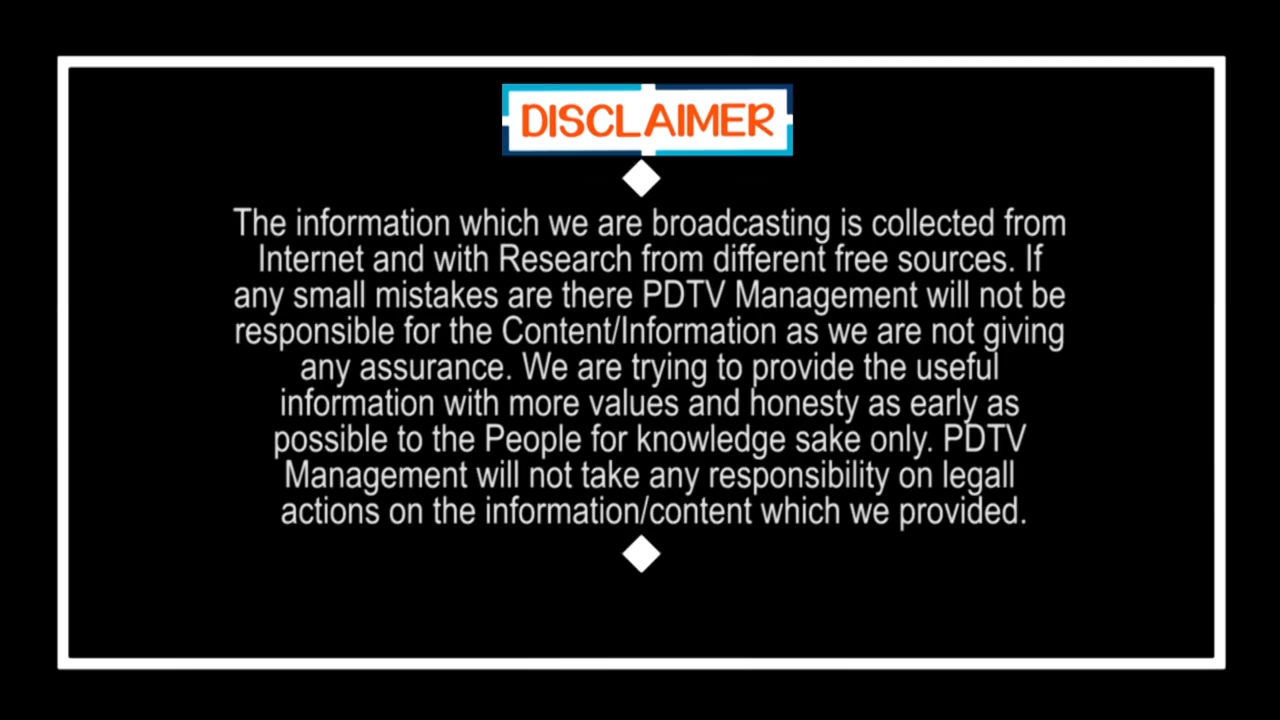 DISCLAIMER
The information which we are broadcasting is collected from
Internet and with Research from different free sources. If
any small mistakes are there PDTV Management will not be
responsible for the Content/Information as we are not giving
any assurance. We are trying to provide the useful
information with more values and honesty as early as
possible to the People for knowledge sake only. PDTV
Management will not take any responsibility on legall
actions on the information/content which we provided.